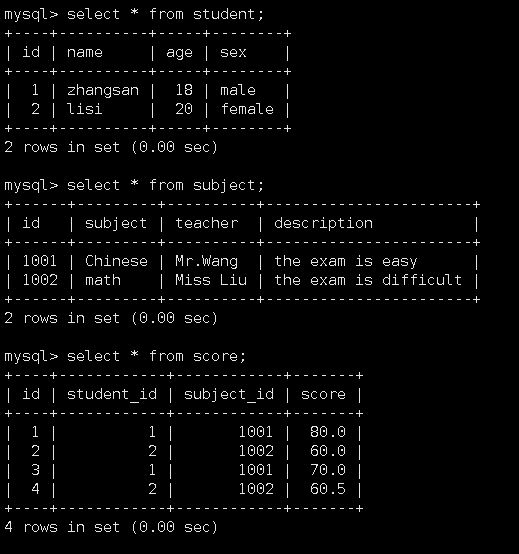 mysql> select * from student;
+----+----------+-----+--------+
| id | name     | age | sex    |
+----+----------+-----+--------+
|  1 | zhangsan |  18 | male   |
|  2 | lisi     |  20 | female |
+----+----------+-----+--------+
2 rows in set (0.00 sec)

mysql> select * from subject;
+------+---------+----------+-----------------------+
| id   | subject | teacher  | description           |
+------+---------+----------+-----------------------+
| 1001 | Chinese | Mr.Wang  | the exam is easy      |
| 1002 | math    | Miss Liu | the exam is difficult |
+------+---------+----------+-----------------------+
2 rows in set (0.00 sec)

mysql> select * from score;
+----+------------+------------+-------+
| id | student_id | subject_id | score |
+----+------------+------------+-------+
|  1 |          1 |       1001 |  80.0 |
|  2 |          2 |       1002 |  60.0 |
|  3 |          1 |       1001 |  70.0 |
|  4 |          2 |       1002 |  60.5 |
+----+------------+------------+-------+
4 rows in set (0.00 sec)